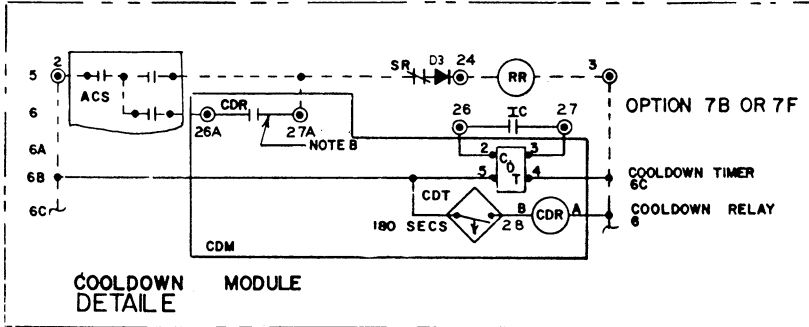 5 2 SR D3 24 3
ACS RR
6 CDR 26 IC 27 OPTION 7B OR 7F
26A 27A
NOTE B
6A 2 C D T 3
6B 5 4 COOLDOWN TIMER
6C
CDT
6C 180 SECS 2B B CDR A COOLDOWN RELAY
6
CDM
COOLDOWN MODULE
DETAIL E